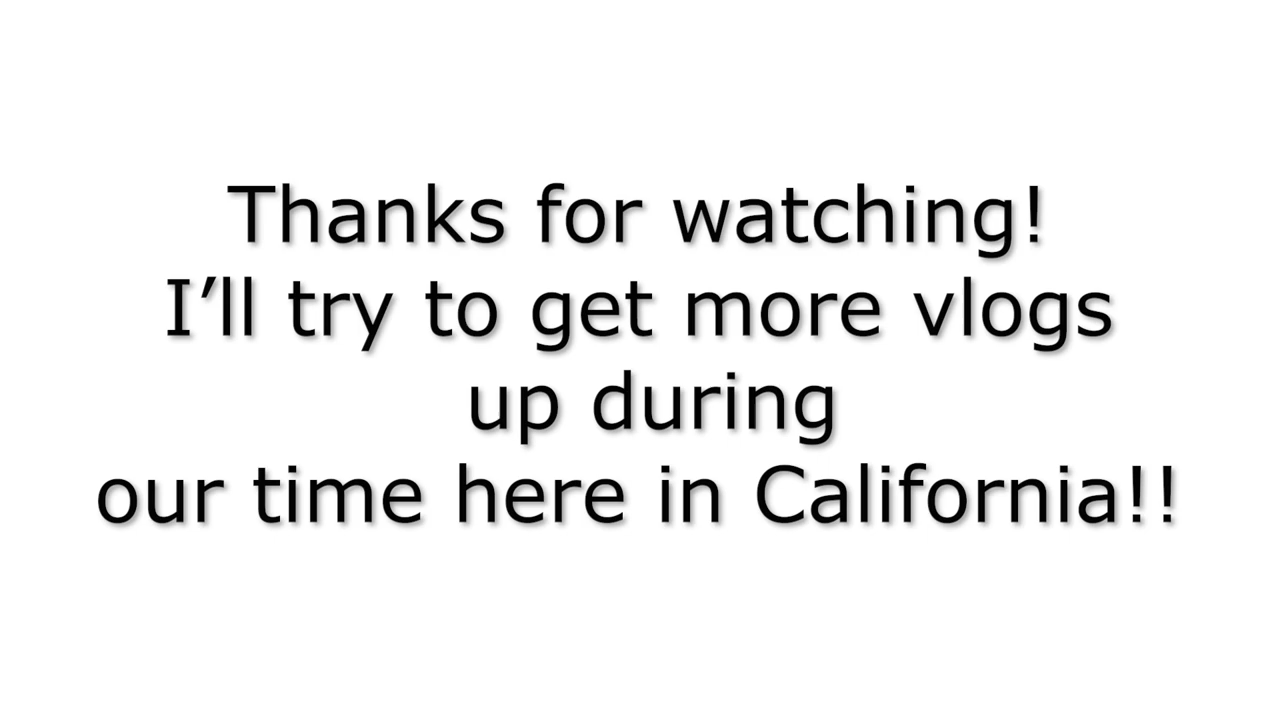 Thanks for watching!
I’ll try to get more vlogs
up during
our time here in California!!